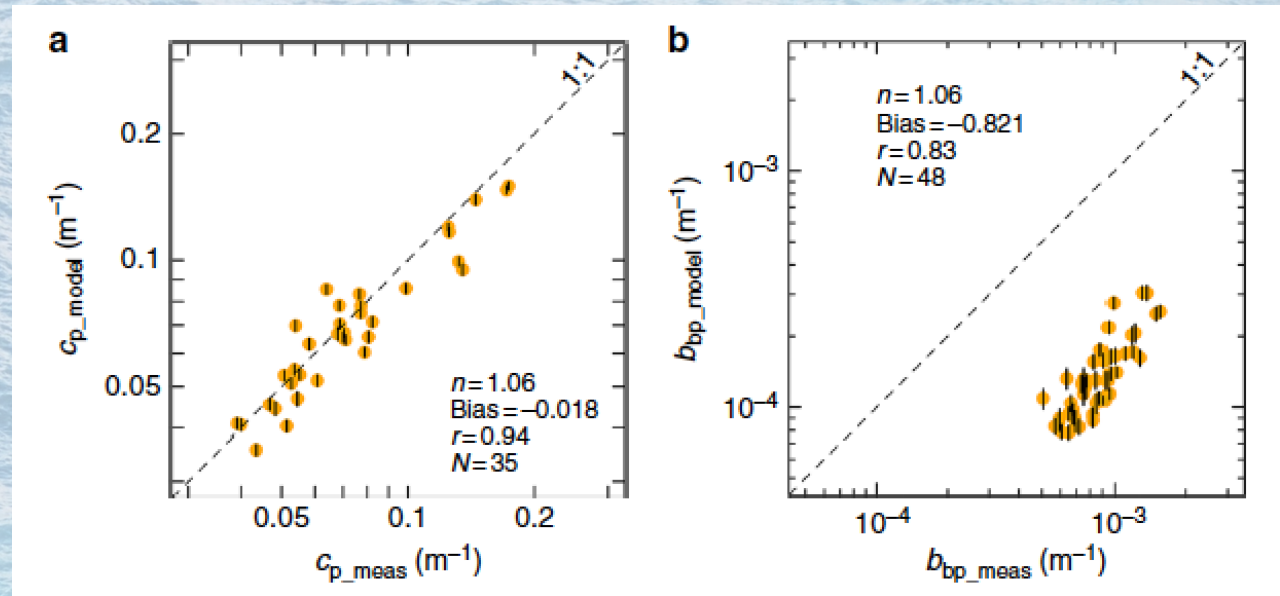 a
1:1
0.2
0.1
0.05
c_p_model (m⁻¹)
n=1.06
Bias=−0.018
r=0.94
N=35
0.05 0.1 0.2
c_p_meas (m⁻¹)
b
1:1
n=1.06
Bias=−0.821
r=0.83
N=48
10⁻³
10⁻⁴
b_bp_model (m⁻¹)
10⁻⁴ 10⁻³
b_bp_meas (m⁻¹)